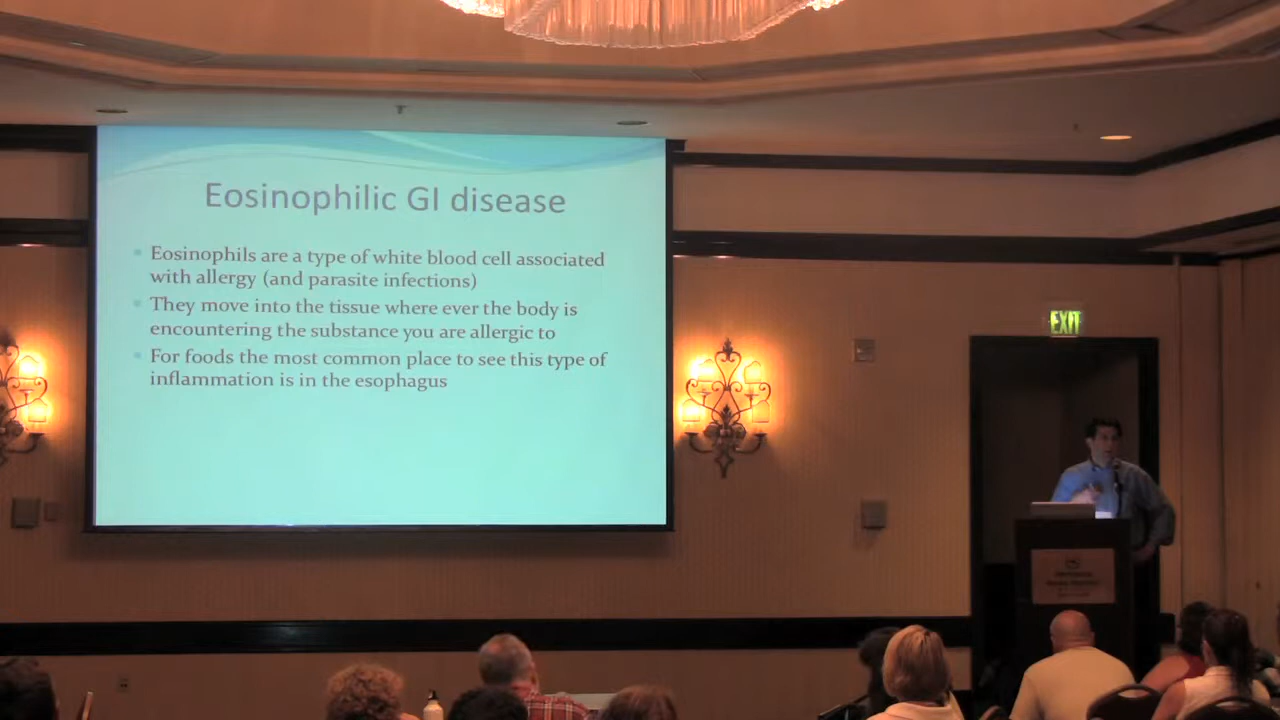 Eosinophilic GI disease
Eosinophils are a type of white blood cell associated
with allergy (and parasite infections)
They move into the tissue where ever the body is
encountering the substance you are allergic to
For foods the most common place to see this type of
inflammation is in the esophagus
EXIT